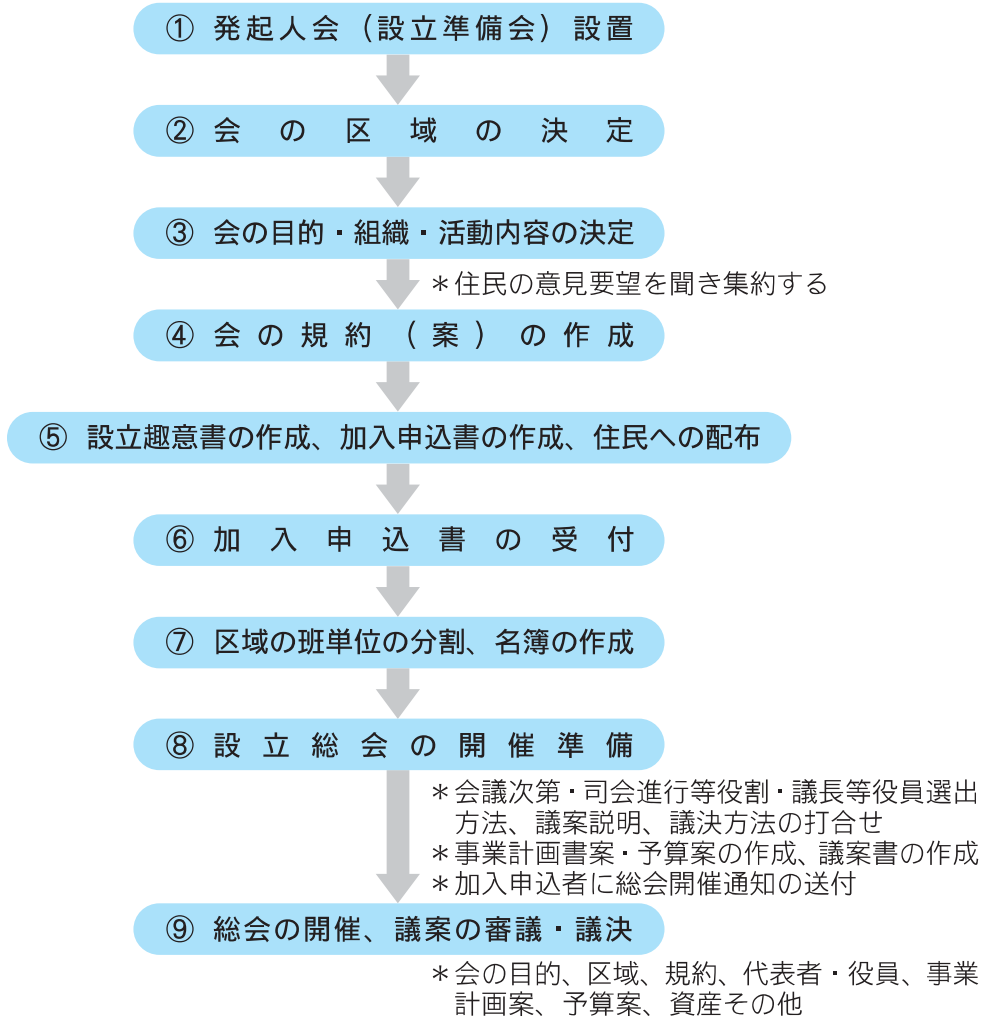 ① 発起人会（設立準備会）設置
② 会の区域の決定
③ 会の目的・組織・活動内容の決定
＊住民の意見要望を聞き集約する
④ 会の規約（案）の作成
⑤ 設立趣意書の作成、加入申込書の作成、住民への配布
⑥ 加入申込書の受付
⑦ 区域の班単位の分割、名簿の作成
⑧ 設立総会の開催準備
＊会議次第・司会進行等役割・議長等役員選出
方法、議案説明、議決方法の打合せ
＊事業計画書案・予算案の作成、議案書の作成
＊加入申込者に総会開催通知の送付
⑨ 総会の開催、議案の審議・議決
＊会の目的、区域、規約、代表者・役員、事業
計画案、予算案、資産その他